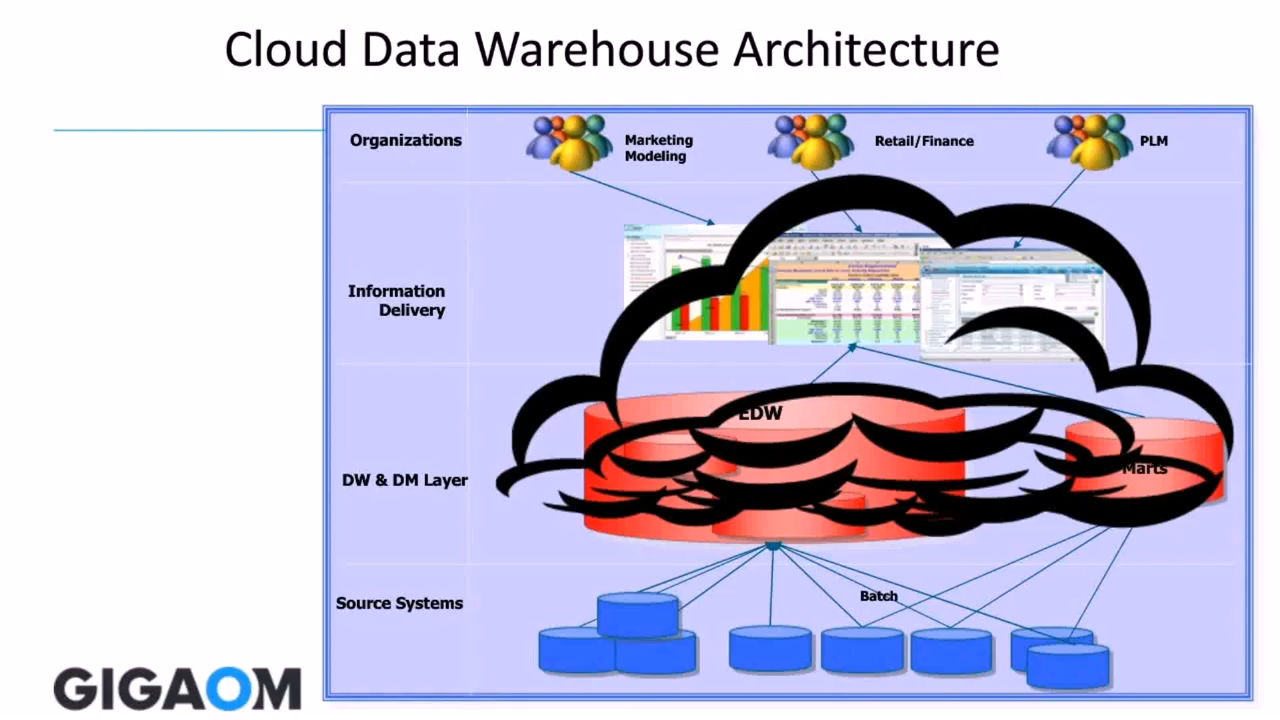 Cloud Data Warehouse Architecture
Organizations
Marketing
Modeling
Retail/Finance
PLM
Information
Delivery
EDW
DW & DM Layer
Marts
Source Systems
Batch
GIGAOM